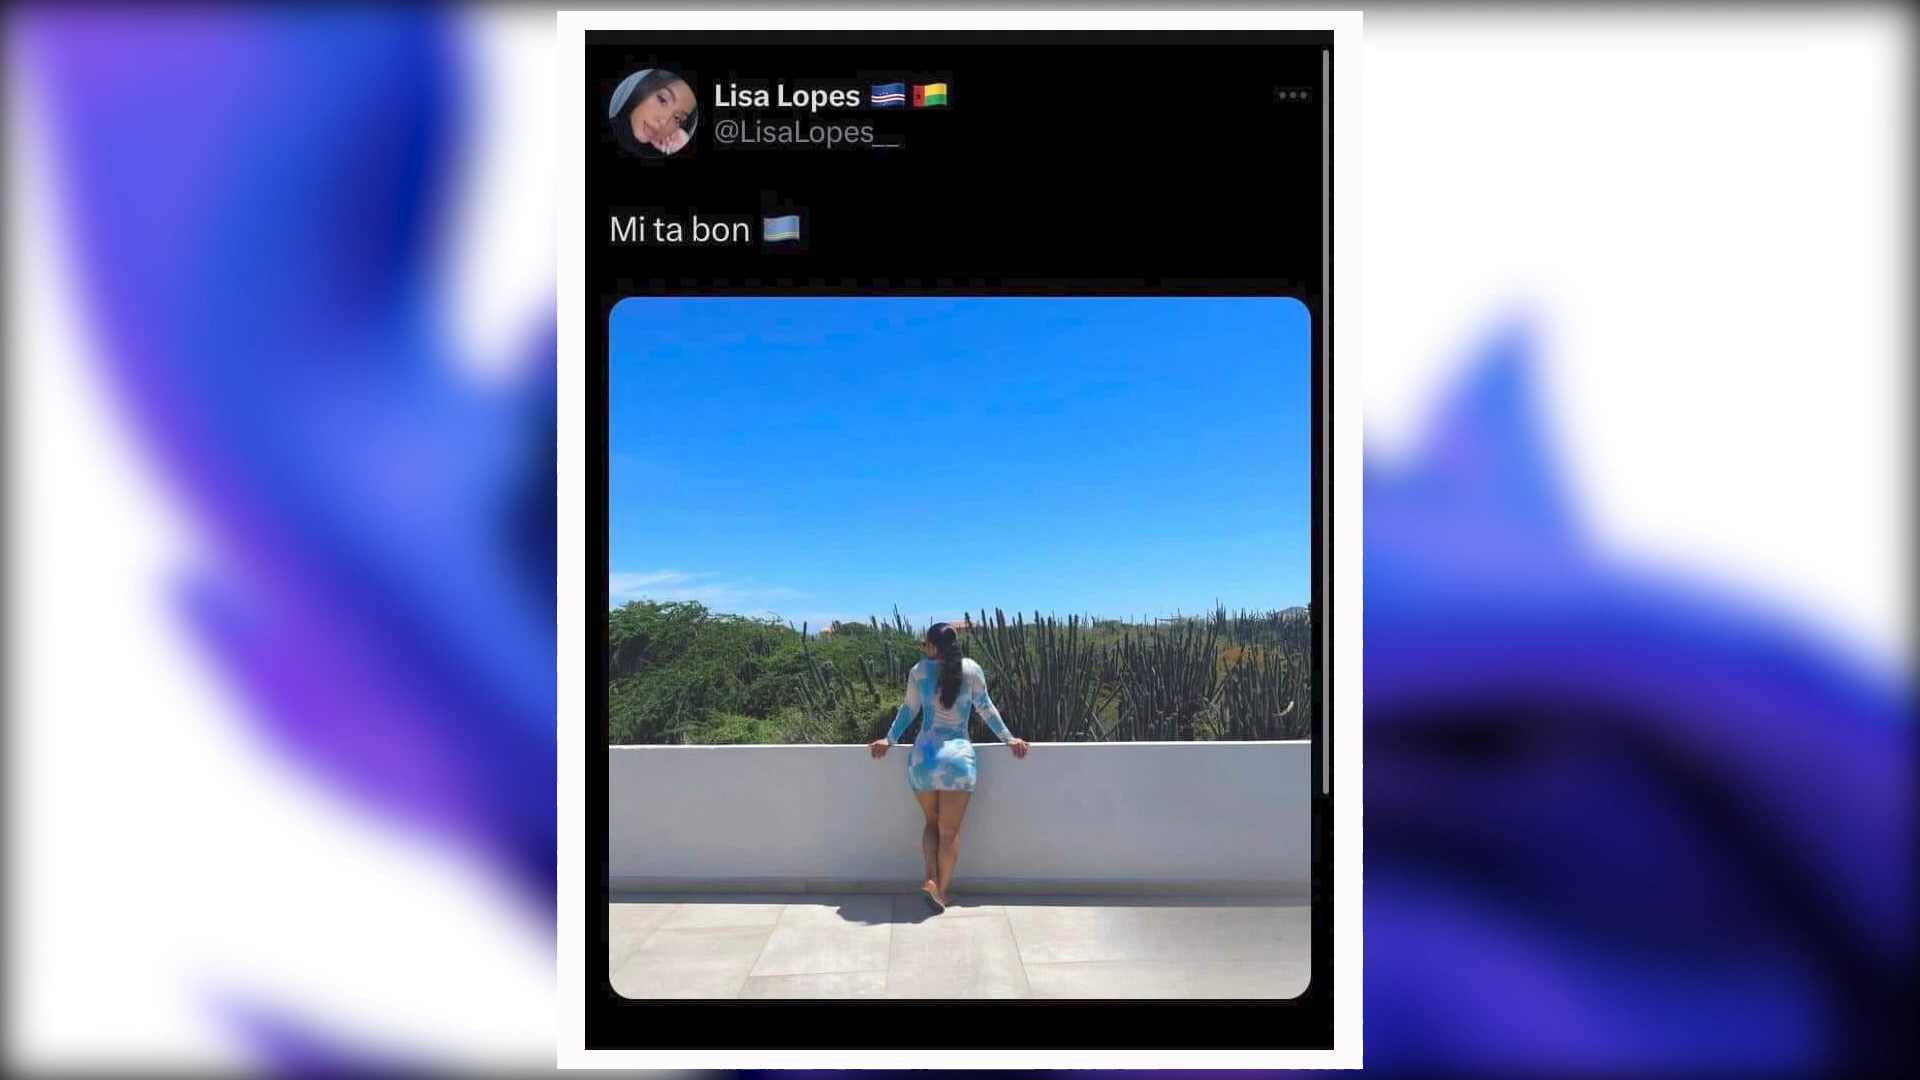 Lisa Lopes 🇨🇻🇬🇼
@LisaLopes__
Mi ta bon 🇦🇼